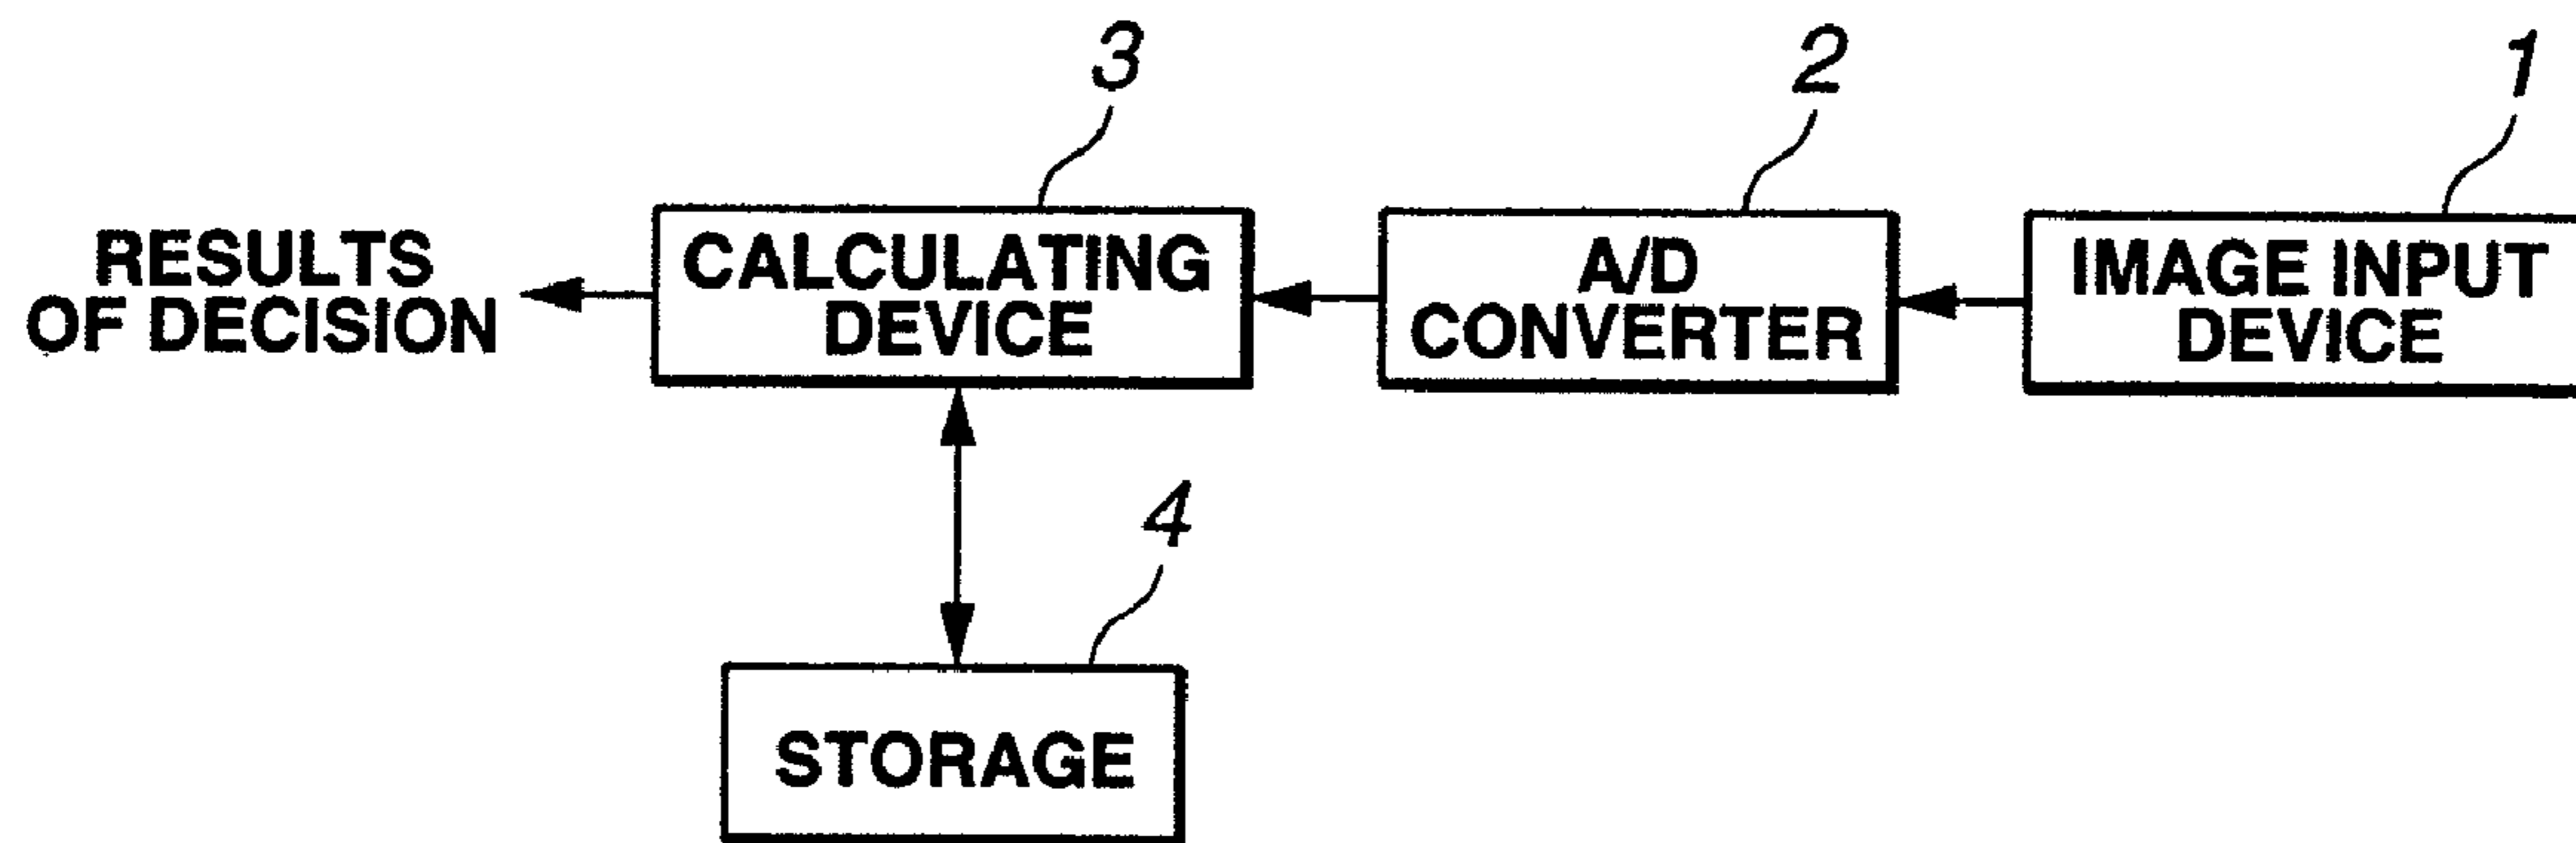 3
2
1
RESULTS
OF DECISION
CALCULATING
DEVICE
A/D
CONVERTER
IMAGE INPUT
DEVICE
4
STORAGE